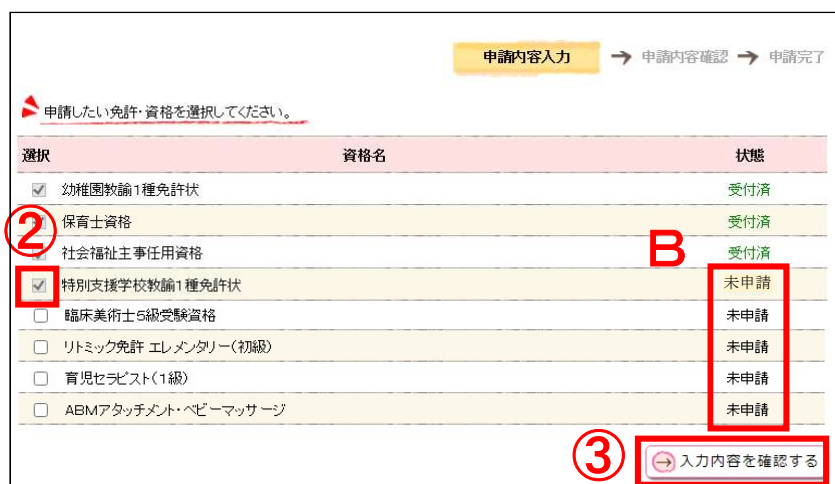 申請内容入力 → 申請内容確認 → 申請完了
申請したい免許・資格を選択してください。
選択 資格名 状態
幼稚園教諭1種免許状 受付済
保育士資格 受付済
② 社会福祉主事任用資格 受付済 B
特別支援学校教諭1種免許状 未申請
臨床美術士5級受験資格 未申請
リトミック免許 エレメンタリー(初級) 未申請
育児セラピスト(1級) 未申請
ABMアタッチメント・ベビーマッサージ 未申請
③ 入力内容を確認する